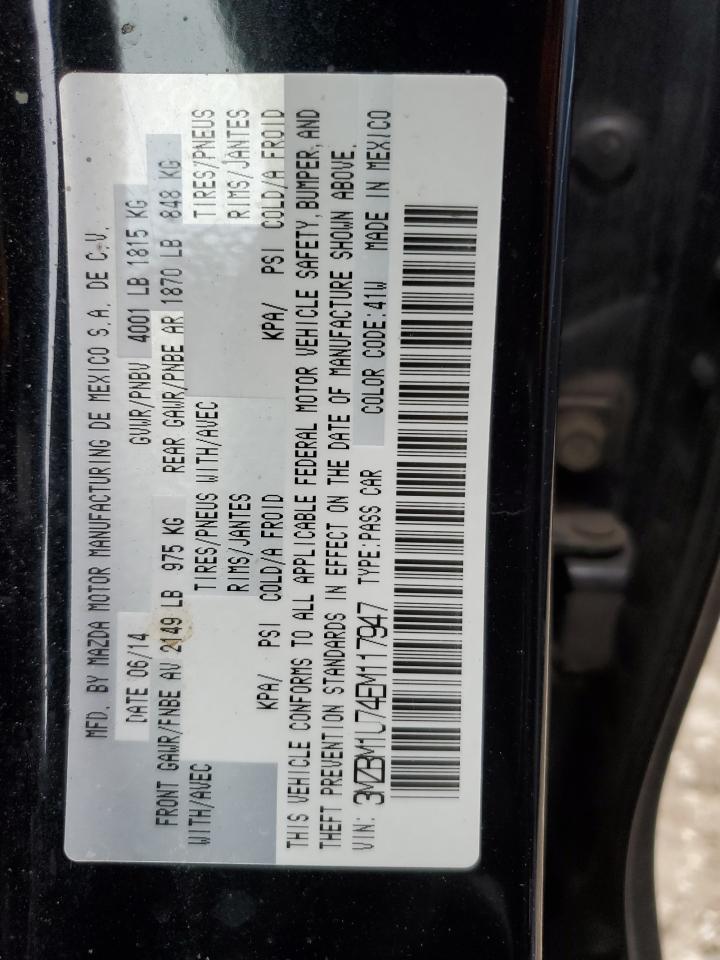 MFD. BY MAZDA MOTOR MANUFACTURING DE MEXICO S.A. DE C.V.
DATE 06/14 GVWR/PNBV 4001 LB 1815 KG
FRONT GAWR/FNBE AV 2149 LB 975 KG REAR GAWR/PNBE AR 1870 LB 848 KG
WITH/AVEC TIRES/PNEUS WITH/AVEC TIRES/PNEUS
RIMS/JANTES RIMS/JANTES
KPA/ PSI COLD/A FROID KPA/ PSI COLD/A FROID
THIS VEHICLE CONFORMS TO ALL APPLICABLE FEDERAL MOTOR VEHICLE SAFETY, BUMPER, AND
THEFT PREVENTION STANDARDS IN EFFECT ON THE DATE OF MANUFACTURE SHOWN ABOVE.
VIN: 3MZBM1U74EM117947 TYPE:PASS CAR COLOR CODE:41W MADE IN MEXICO